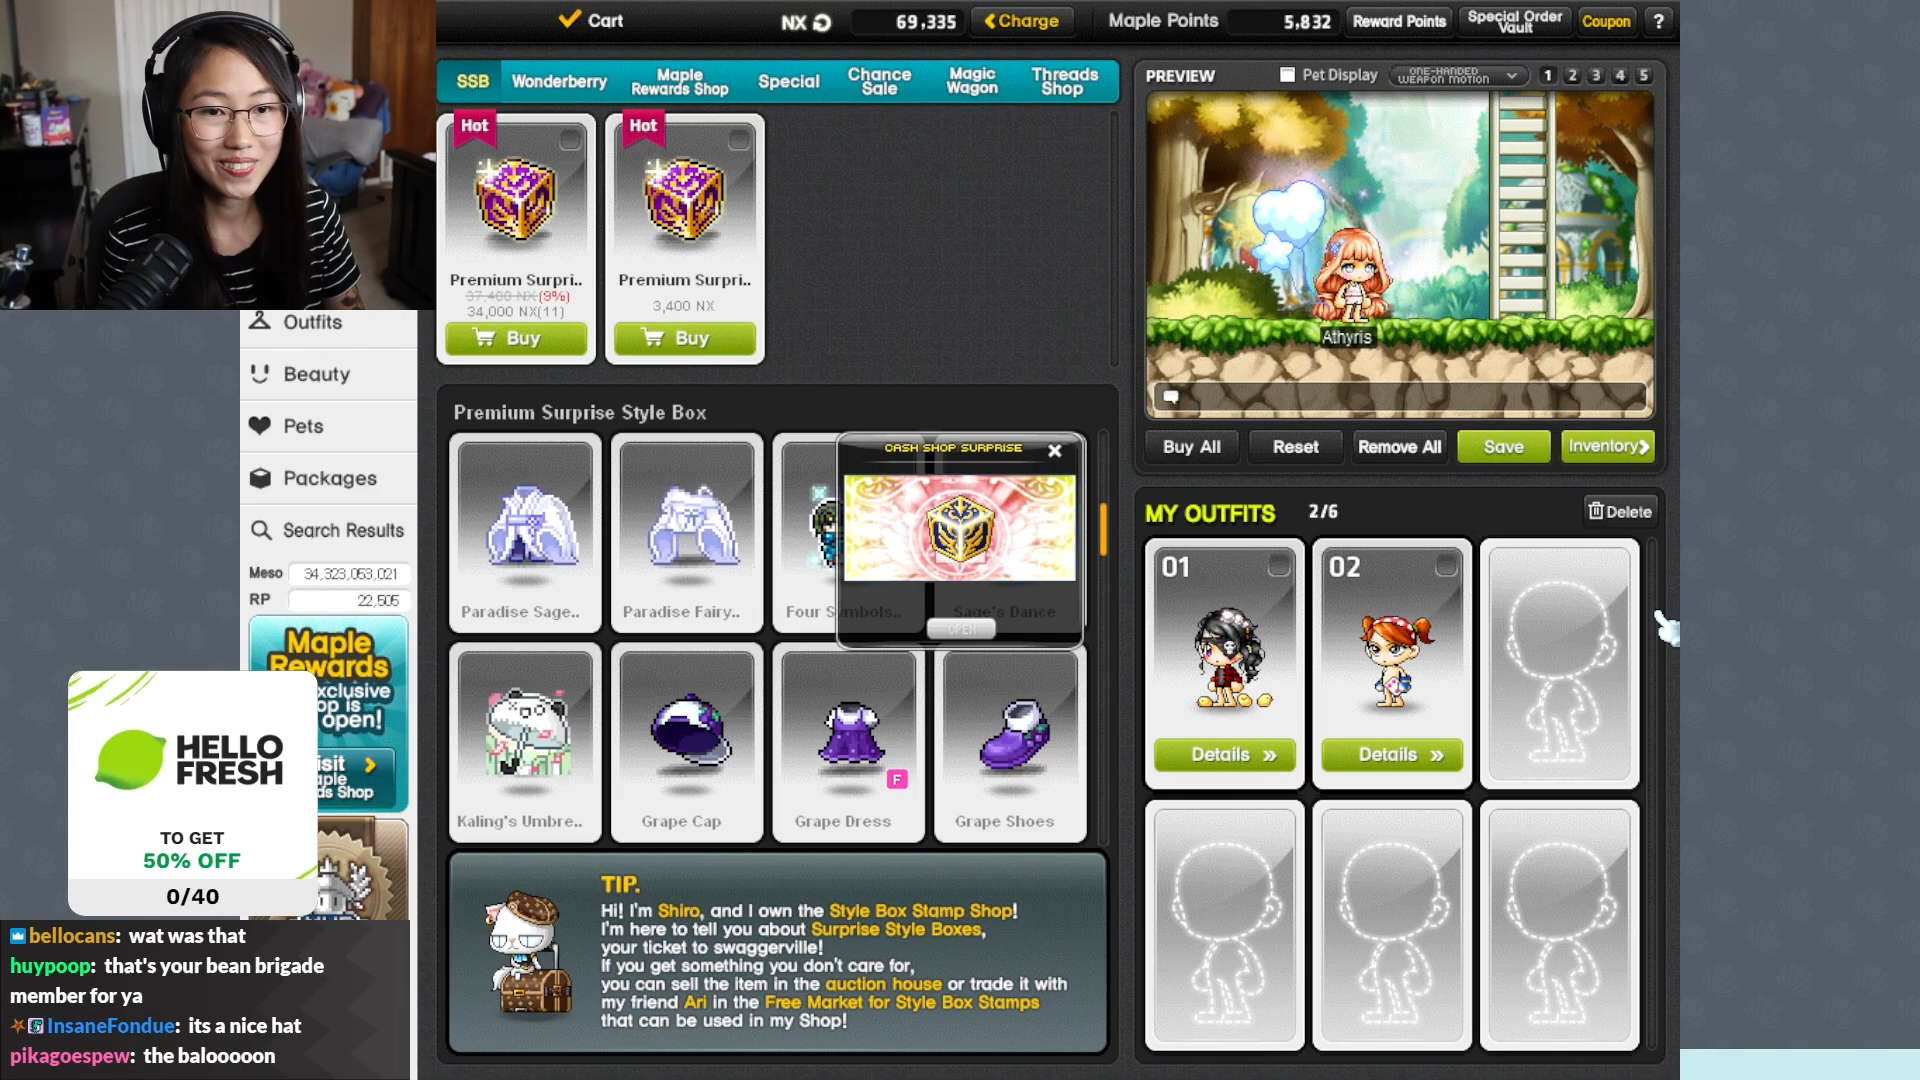 Cart
NX
69,335
Charge
Maple Points
5,832
Reward Points
Special Order
Vault
Coupon
?
SSB
Wonderberry
Maple
Rewards Shop
Special
Chance
Sale
Magic
Wagon
Threads
Shop
PREVIEW
Pet Display
ONE-HANDED
WEAPON MOTION
1 2 3 4 5
Hot
Hot
Premium Surpri..
37,400 NX(9%)
34,000 NX(11)
Buy
Premium Surpri..
3,400 NX
Buy
Athyris
Outfits
Beauty
Pets
Packages
Search Results
Meso 34,323,053,021
RP 22,505
Maple
Rewards
open!
Premium Surprise Style Box
CASH SHOP SURPRISE
OPEN
Paradise Sage..
Paradise Fairy..
Four Symbols..
Sage's Dance
Kaling's Umbre..
Grape Cap
F
Grape Dress
Grape Shoes
Buy All
Reset
Remove All
Save
Inventory
MY OUTFITS
2/6
Delete
01
Details »
02
Details »
HELLO
FRESH
TO GET
50% OFF
0/40
TIP.
Hi! I'm Shiro, and I own the Style Box Stamp Shop!
I'm here to tell you about Surprise Style Boxes,
your ticket to swaggerville!
If you get something you don't care for,
you can sell the item in the auction house or trade it with
my friend Ari in the Free Market for Style Box Stamps
that can be used in my Shop!
bellocans: wat was that
huypoop: that's your bean brigade
member for ya
InsaneFondue: its a nice hat
pikagoespew: the balooooon